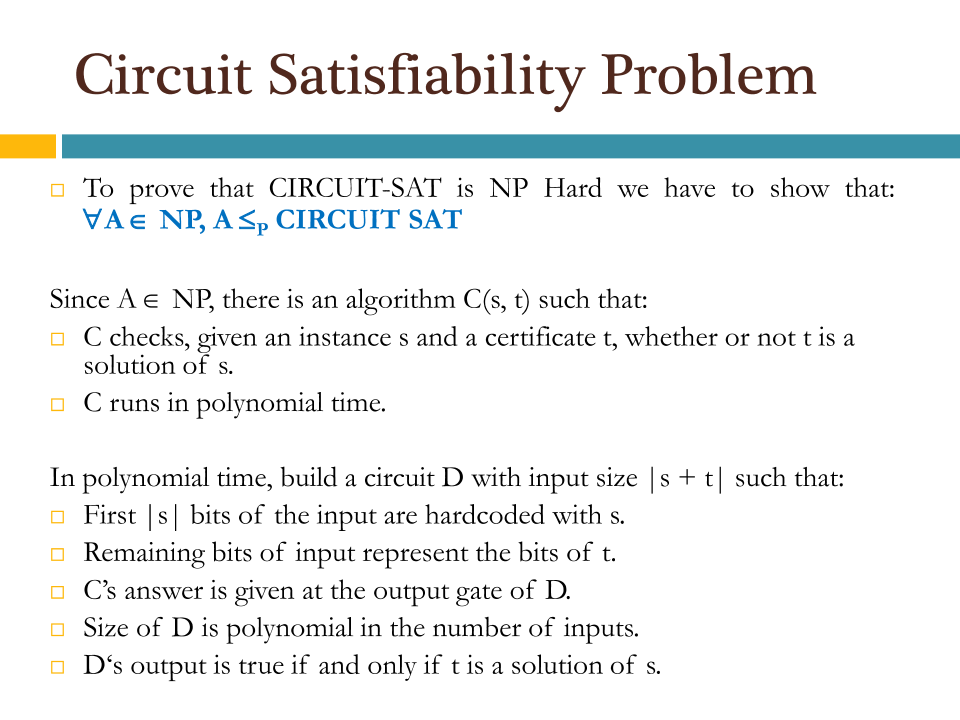 Circuit Satisfiability Problem
To prove that CIRCUIT-SAT is NP Hard we have to show that:
∀A ∈ NP, A ≤P CIRCUIT SAT
Since A ∈ NP, there is an algorithm C(s, t) such that:
C checks, given an instance s and a certificate t, whether or not t is a
solution of s.
C runs in polynomial time.
In polynomial time, build a circuit D with input size |s + t| such that:
First |s| bits of the input are hardcoded with s.
Remaining bits of input represent the bits of t.
C’s answer is given at the output gate of D.
Size of D is polynomial in the number of inputs.
D‘s output is true if and only if t is a solution of s.